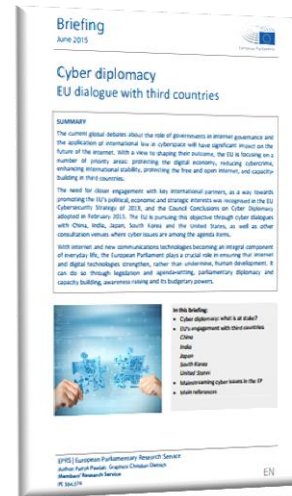 Briefing
June 2015
European Parliament
Cyber diplomacy
EU dialogue with third countries
SUMMARY
The current global debates about the role of governments in internet governance and
the application of international law in cyberspace will have significant impact on the
future of the internet. With a view to shaping their outcome, the EU is focusing on a
number of priority areas: protecting the digital economy, reducing cybercrime,
enhancing international stability, protecting the free and open internet, and capacity-
building in third countries.
The need for closer engagement with key international partners, as a way towards
promoting the EU's political, economic and strategic interests was recognised in the EU
Cybersecurity Strategy of 2013, and the Council Conclusions on Cyber Diplomacy
adopted in February 2015. The EU is pursuing this objective through cyber dialogues
with China, India, Japan, South Korea and the United States, as well as other
consultation venues where cyber issues are among the agenda items.
With internet and new communications technologies becoming an integral component
of everyday life, the European Parliament plays a crucial role in ensuring that internet
and digital technologies strengthen, rather than undermine, human development. It
can do so through legislation and agenda-setting, parliamentary diplomacy and
capacity building, awareness raising and its budgetary powers.
In this briefing:
• Cyber diplomacy: what is at stake?
• EU's engagement with third countries
China
India
Japan
South Korea
United States
• Mainstreaming cyber issues in the EP
• Main references
EPRS | European Parliamentary Research Service
Author: Patryk Pawlak; Graphics: Christian Dietrich
Members' Research Service
EN